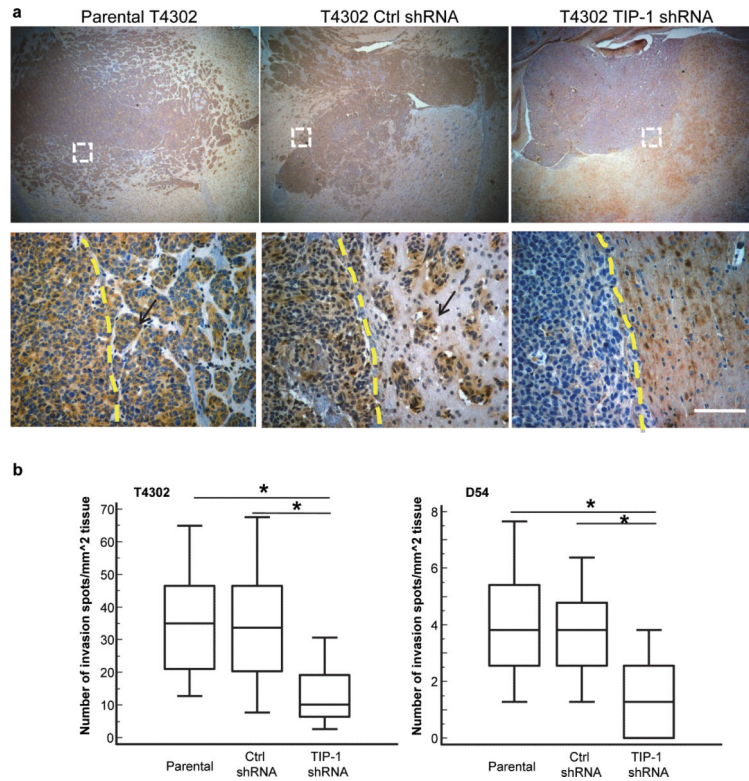 a
Parental T4302
T4302 Ctrl shRNA
T4302 TIP-1 shRNA
b
T4302
Number of invasion spots/mm^2 tissue
70
60
50
40
30
20
10
0
*
*
Parental
Ctrl
shRNA
TIP-1
shRNA
D54
Number of invasion spots/mm^2 tissue
8
6
4
2
0
*
*
Parental
Ctrl
shRNA
TIP-1
shRNA